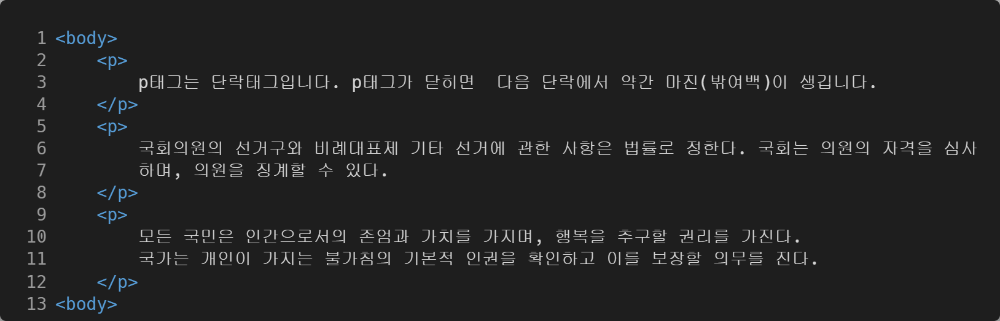 1 <body>
2 <p>
3 p태그는 단락태그입니다. p태그가 닫히면  다음 단락에서 약간 마진(밖여백)이 생깁니다.
4 </p>
5 <p>
6 국회의원의 선거구와 비례대표제 기타 선거에 관한 사항은 법률로 정한다. 국회는 의원의 자격을 심사
7 하며, 의원을 징계할 수 있다.
8 </p>
9 <p>
10 모든 국민은 인간으로서의 존엄과 가치를 가지며, 행복을 추구할 권리를 가진다.
11 국가는 개인이 가지는 불가침의 기본적 인권을 확인하고 이를 보장할 의무를 진다.
12 </p>
13 <body>